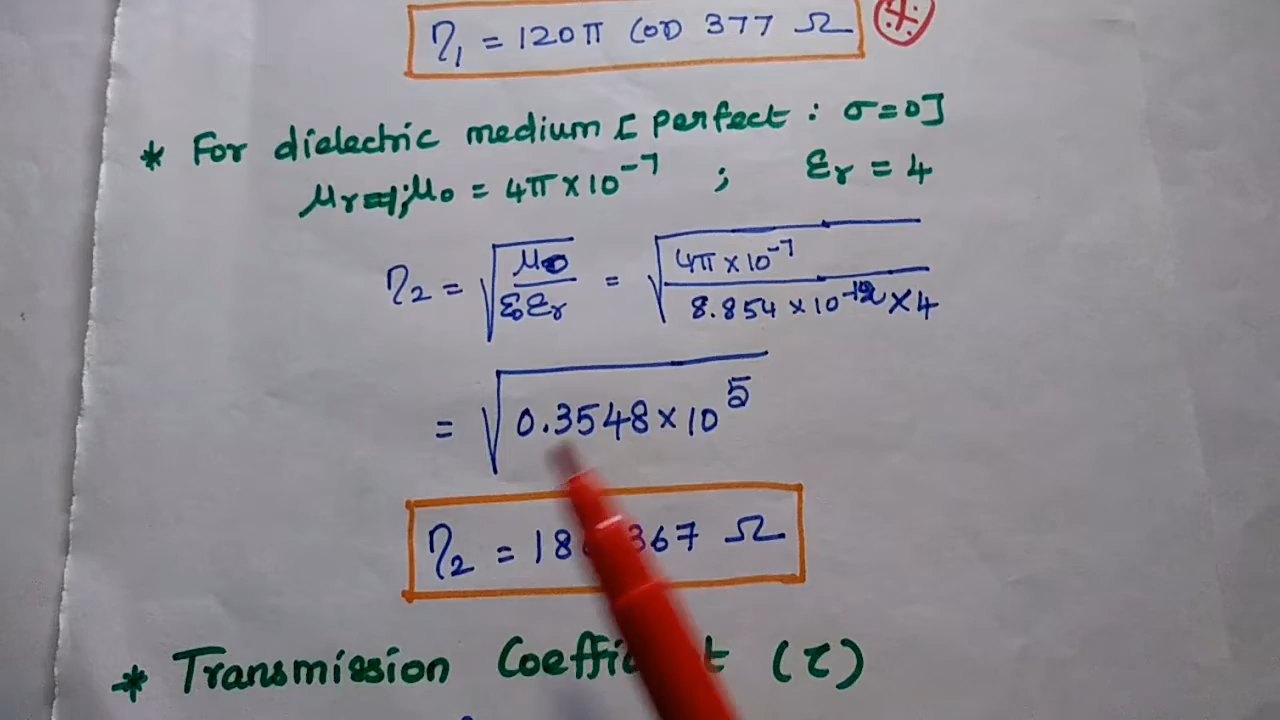 η₁ = 120π (or) 377 Ω
* For dielectric medium [ perfect : σ=0]
μr=1; μ₀ = 4π×10⁻⁷ ; εr = 4
η₂ = √(μ₀/ε₀εr) = √(4π×10⁻⁷/8.854×10⁻¹²×4)
= √(0.3548×10⁵)
η₂ = 18 367 Ω
* Transmission Coefficient (τ)